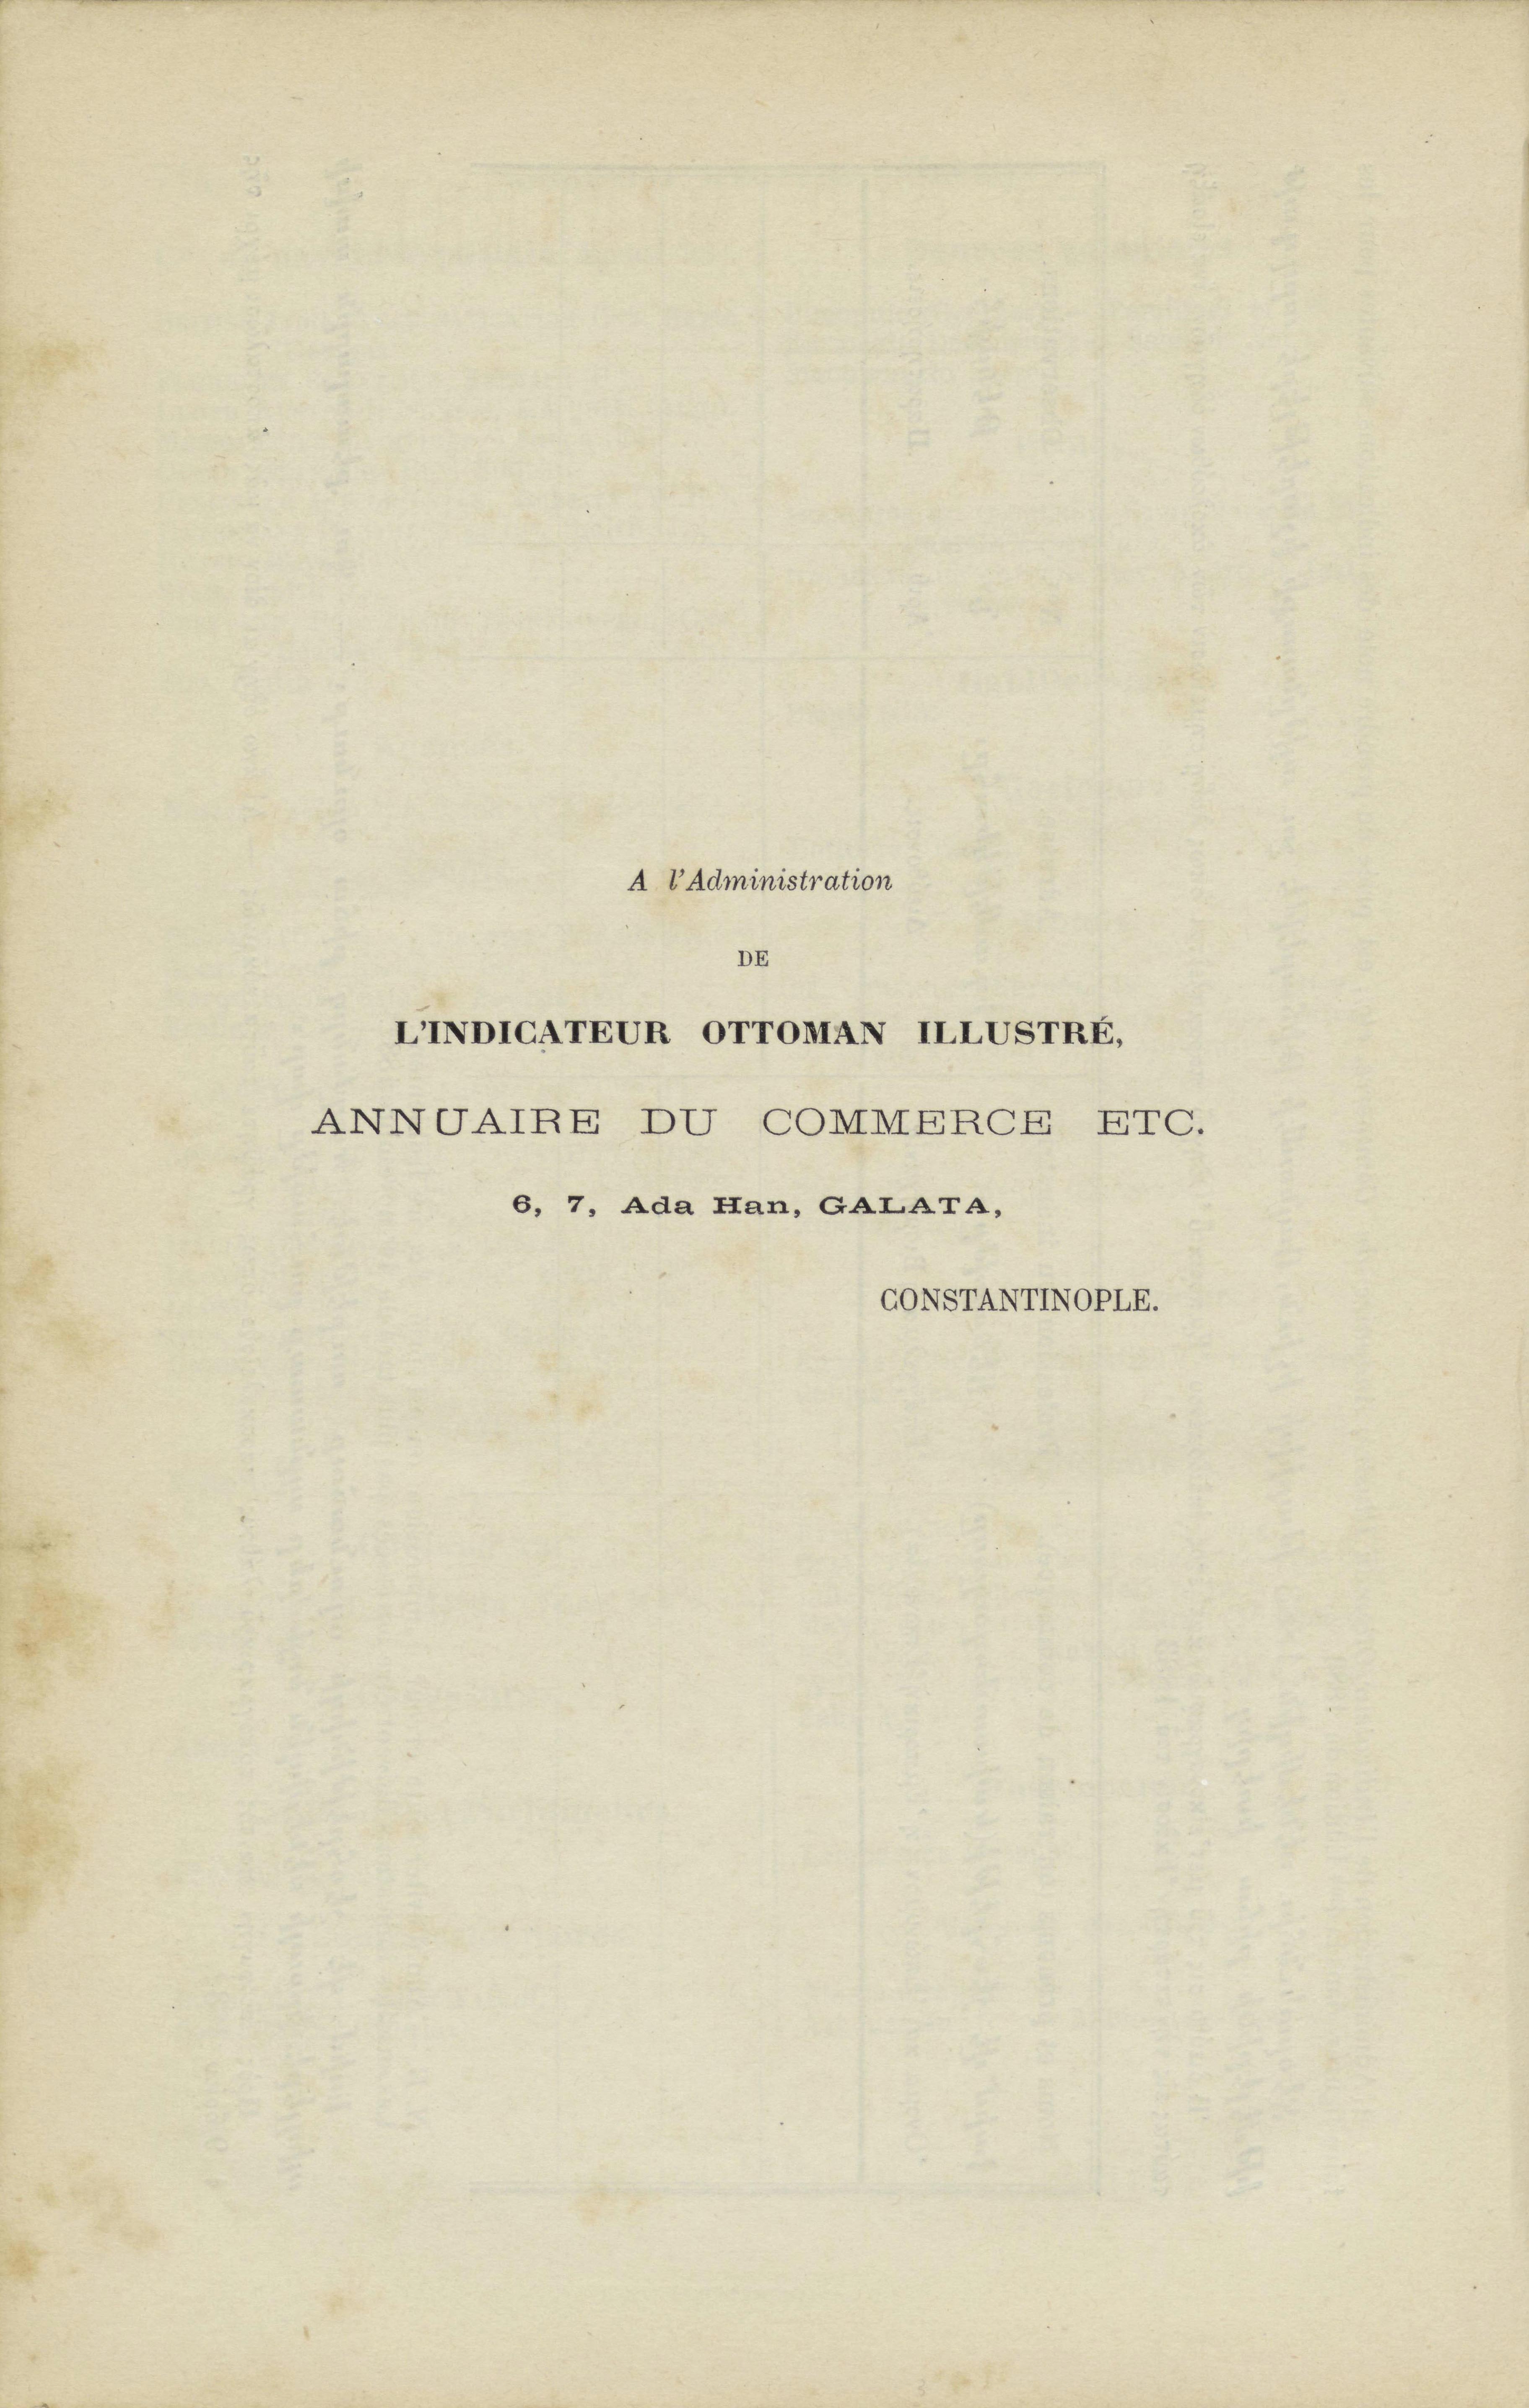 A l'Administration
DE
L'INDICATEUR OTTOMAN ILLUSTRÉ,
ANNUAIRE DU COMMERCE ETC.
6, 7, Ada Han, GALATA,
CONSTANTINOPLE.